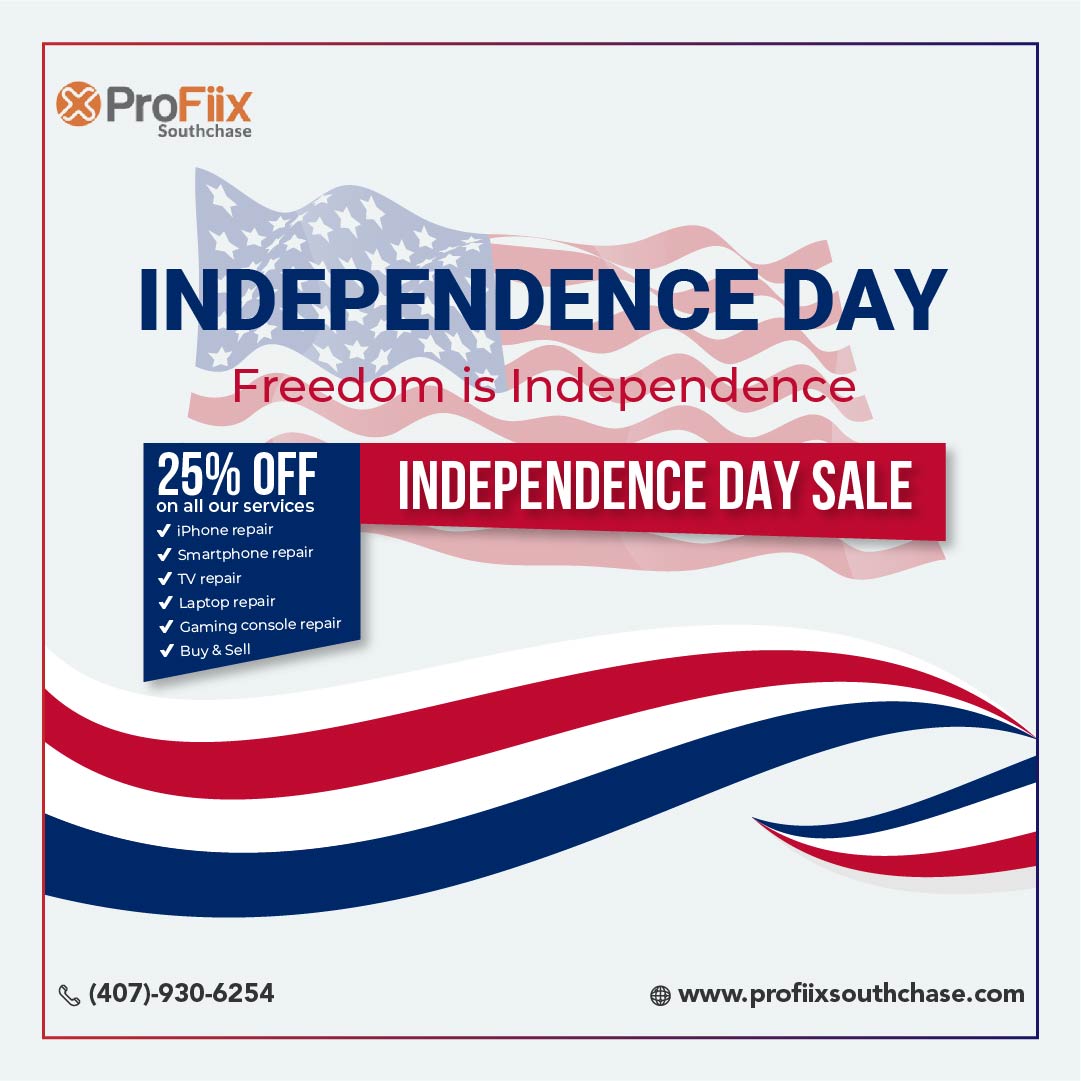 ProFiix
Southchase
INDEPENDENCE DAY
Freedom is Independence
25% OFF
on all our services
iPhone repair
Smartphone repair
TV repair
Laptop repair
Gaming console repair
Buy & Sell
INDEPENDENCE DAY SALE
(407)-930-6254
www.profiixsouthchase.com